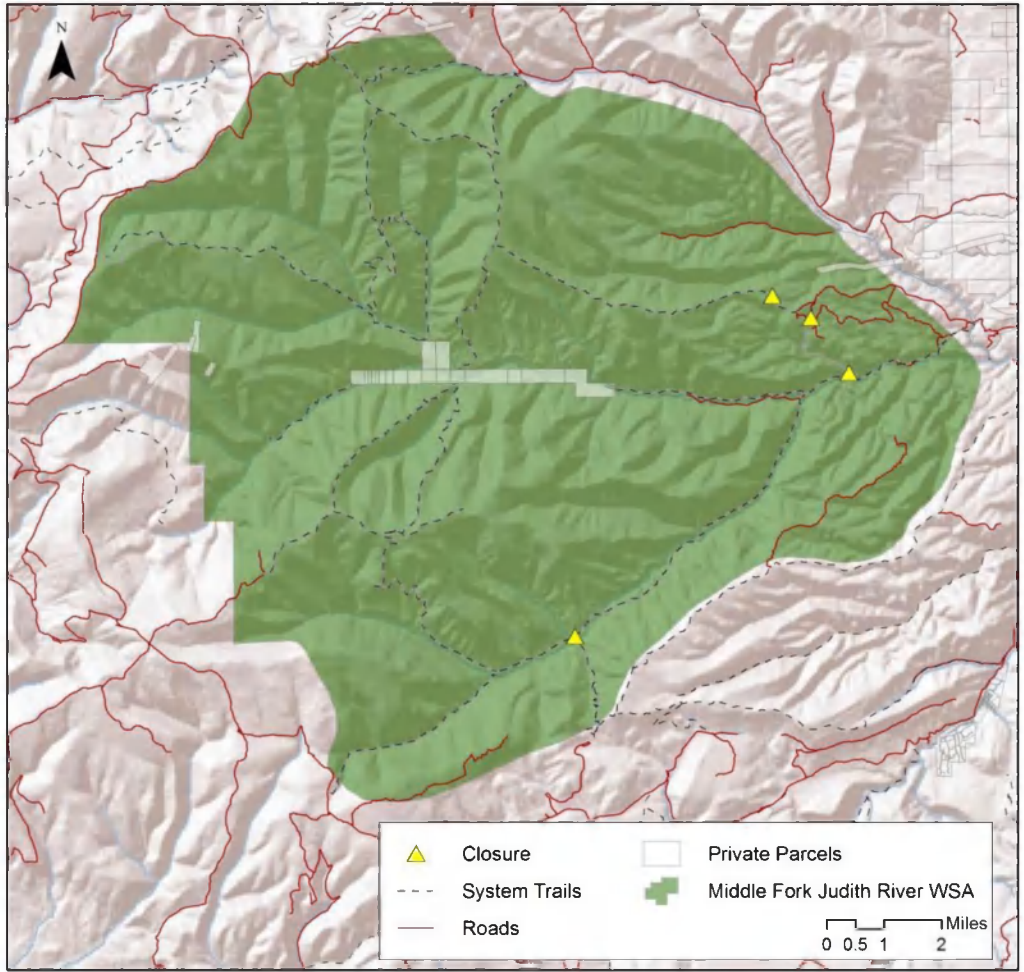 N
Closure
Private Parcels
System Trails
Middle Fork Judith River WSA
Roads
Miles
0 0.5 1 2